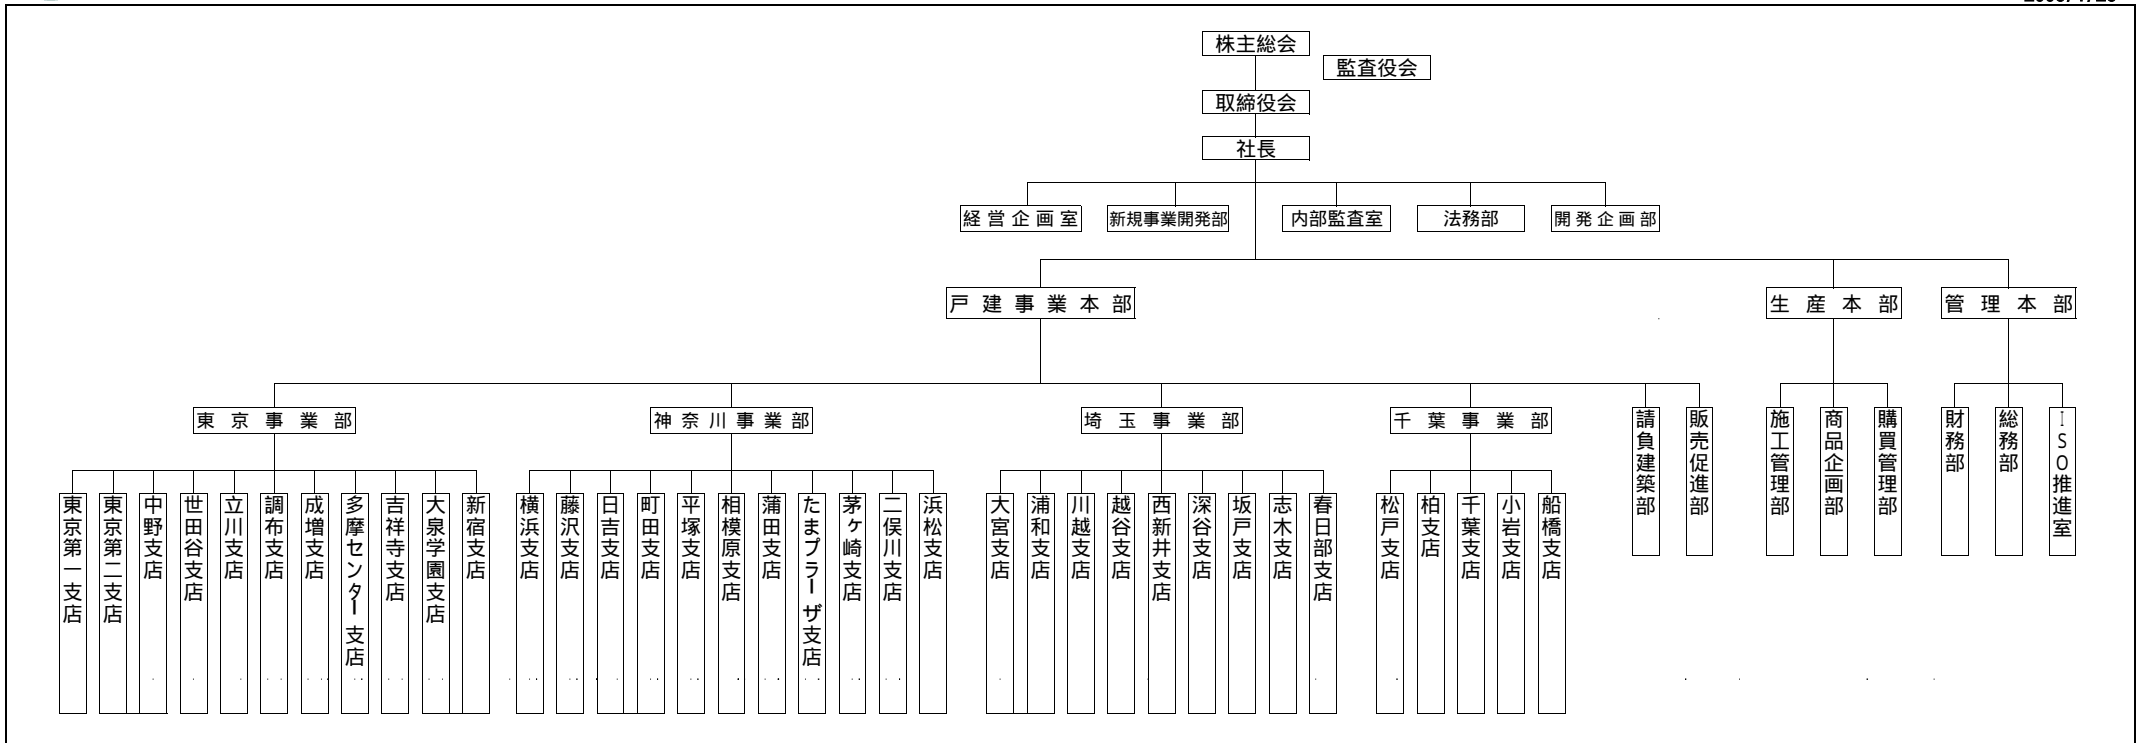 株主総会
監査役会
取締役会
社長
経営企画室
新規事業開発部
内部監査室
法務部
開発企画部
戸建事業本部
生産本部
管理本部
東京事業部
神奈川事業部
埼玉事業部
千葉事業部
請負建築部
販売促進部
施工管理部
商品企画部
購買管理部
財務部
総務部
ISO推進室
東京第一支店
東京第二支店
中野支店
世田谷支店
立川支店
調布支店
成増支店
多摩センター支店
吉祥寺支店
大泉学園支店
新宿支店
横浜支店
藤沢支店
日吉支店
町田支店
平塚支店
相模原支店
蒲田支店
たまプラーザ支店
茅ヶ崎支店
二俣川支店
浜松支店
大宮支店
浦和支店
川越支店
越谷支店
西新井支店
深谷支店
坂戸支店
志木支店
春日部支店
松戸支店
柏支店
千葉支店
小岩支店
船橋支店